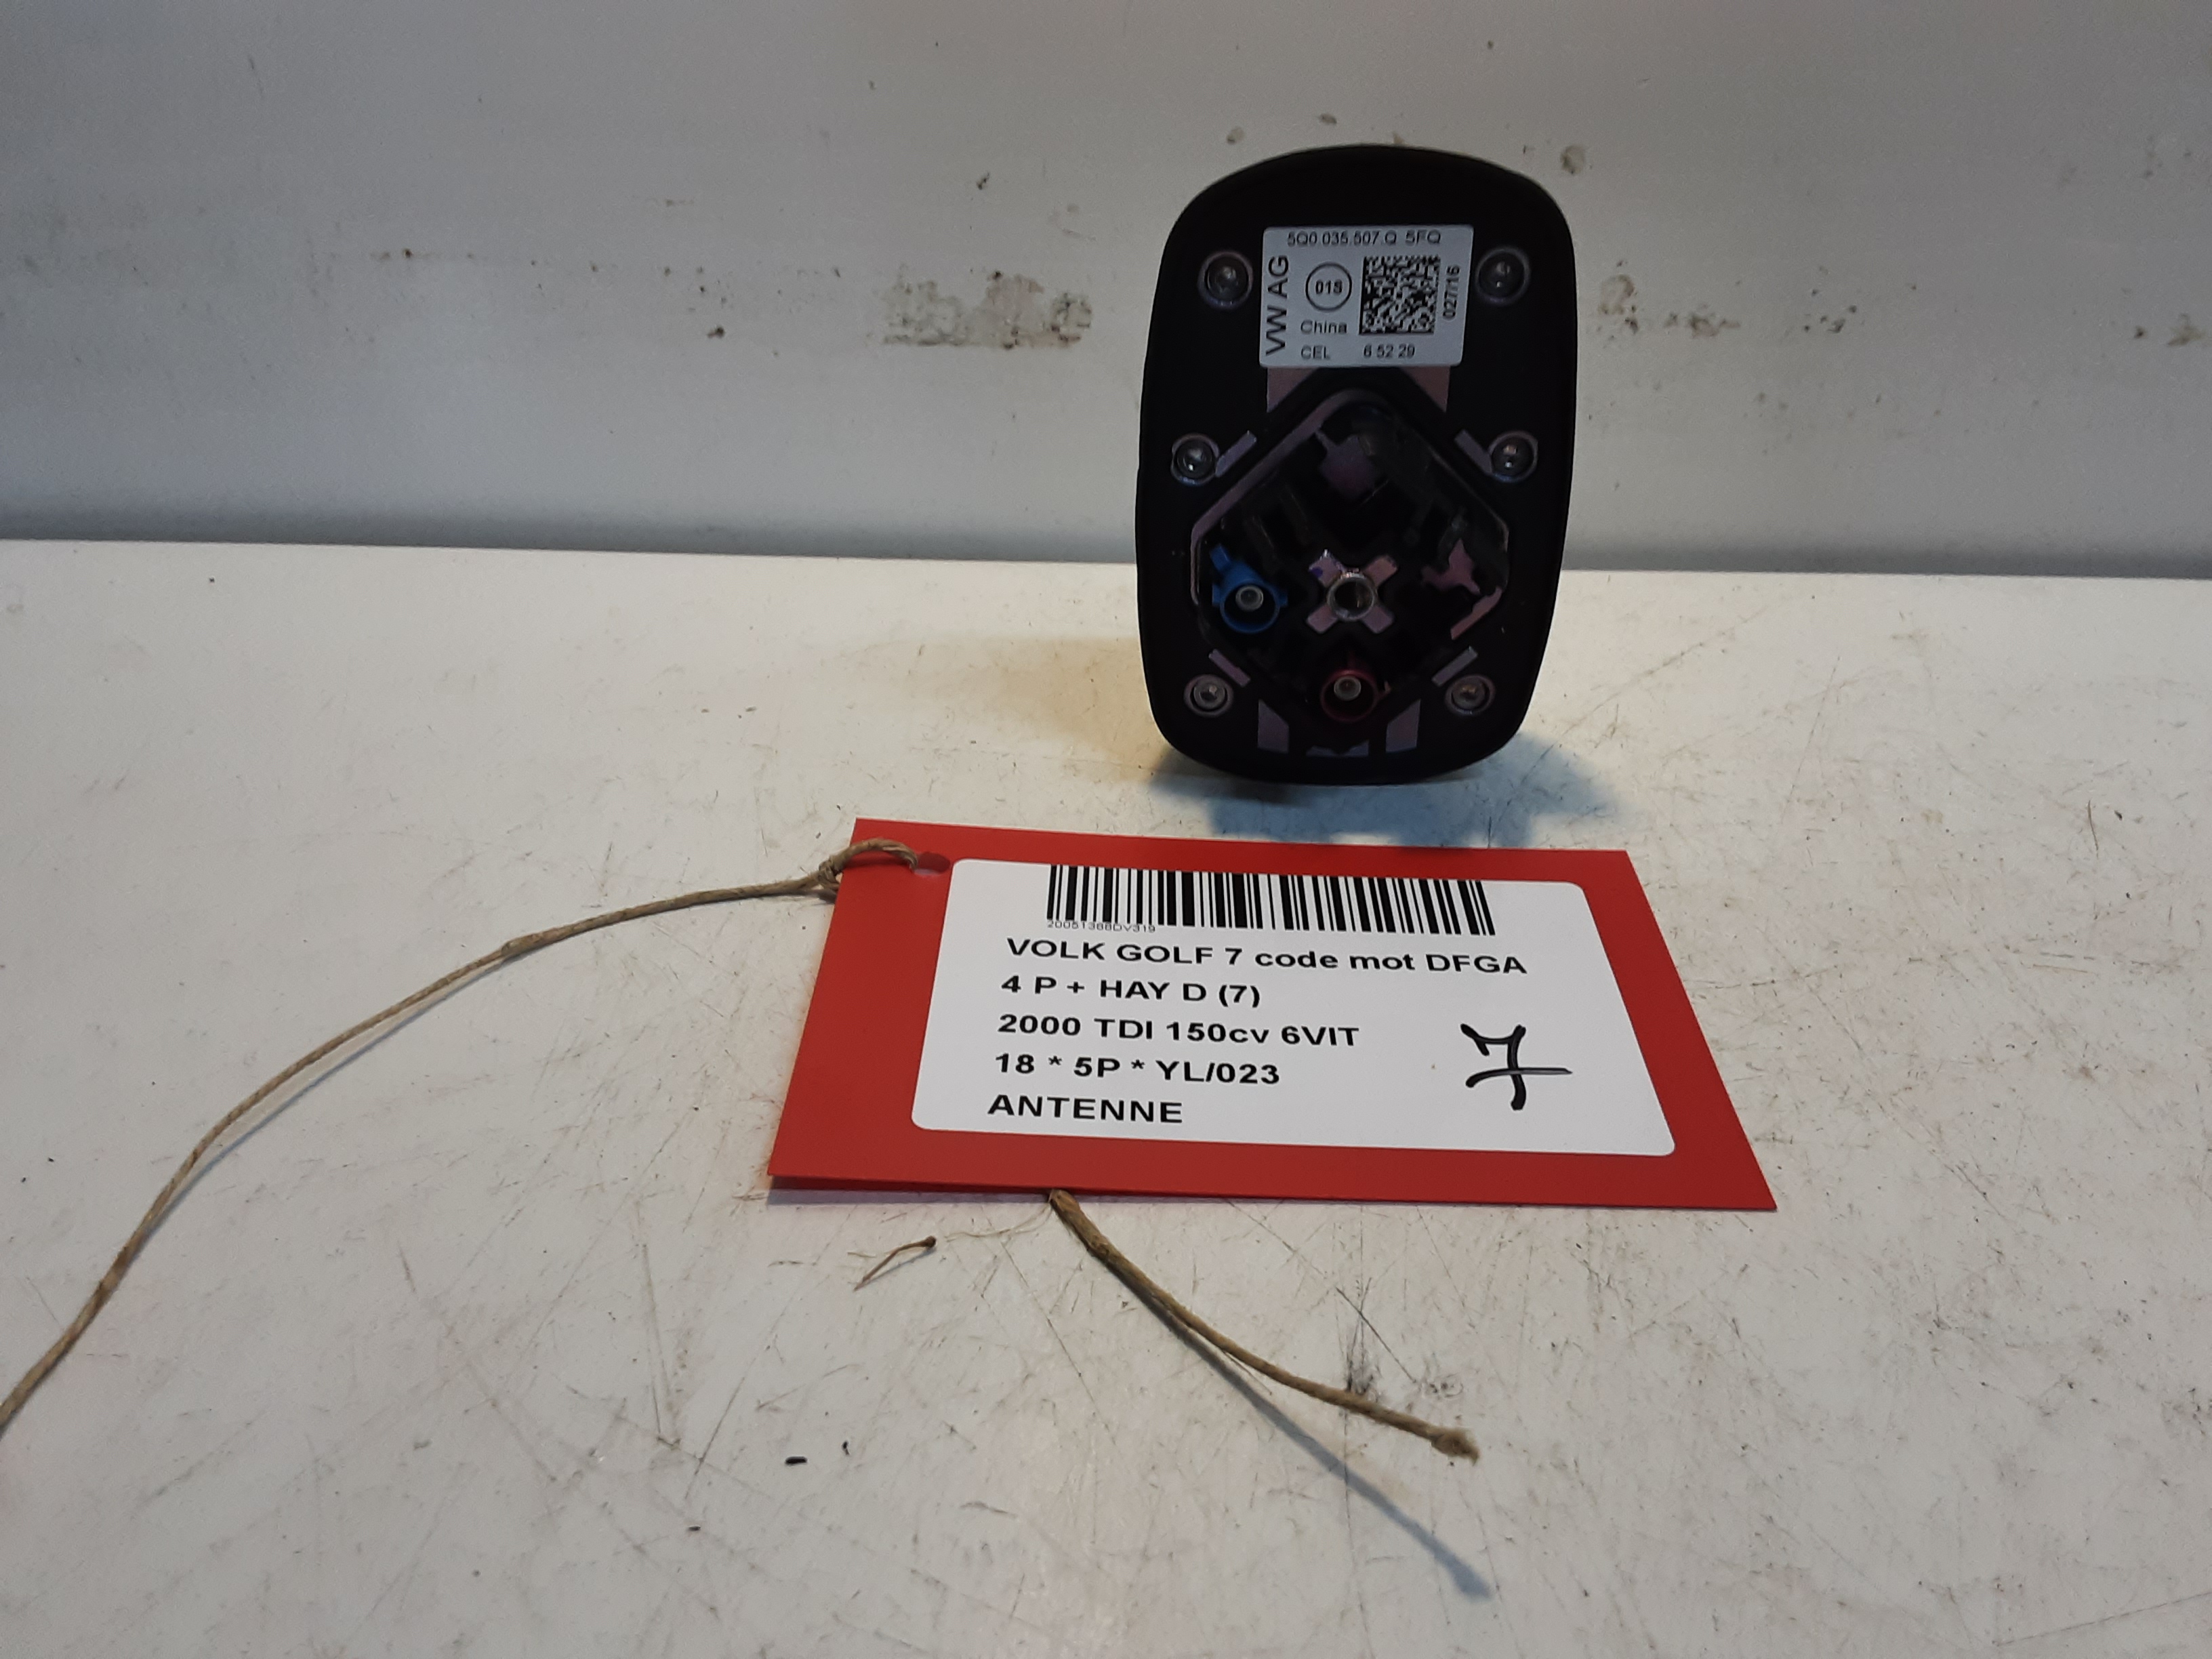 5Q0.035.507.Q 5FQ
VW AG
01S
027/16
China
CEL 6 52 29
20051368DV319
VOLK GOLF 7 code mot DFGA
4 P + HAY D (7)
2000 TDI 150cv 6VIT
18 * 5P * YL/023
ANTENNE
7